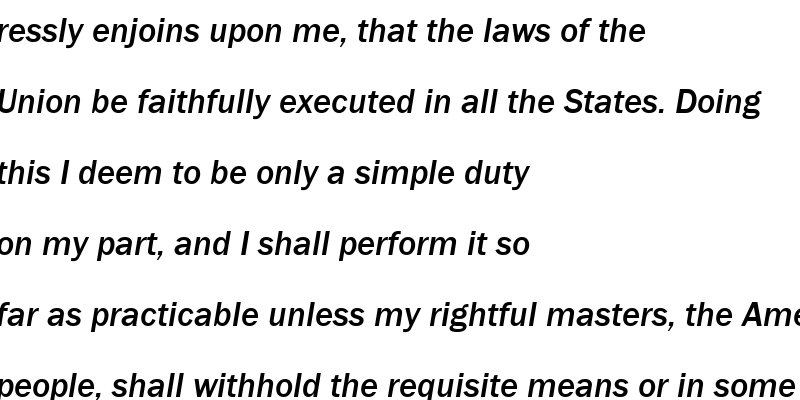 ressly enjoins upon me, that the laws of the
Union be faithfully executed in all the States. Doing
this I deem to be only a simple duty
on my part, and I shall perform it so
far as practicable unless my rightful masters, the Ame
people, shall withhold the requisite means or in some